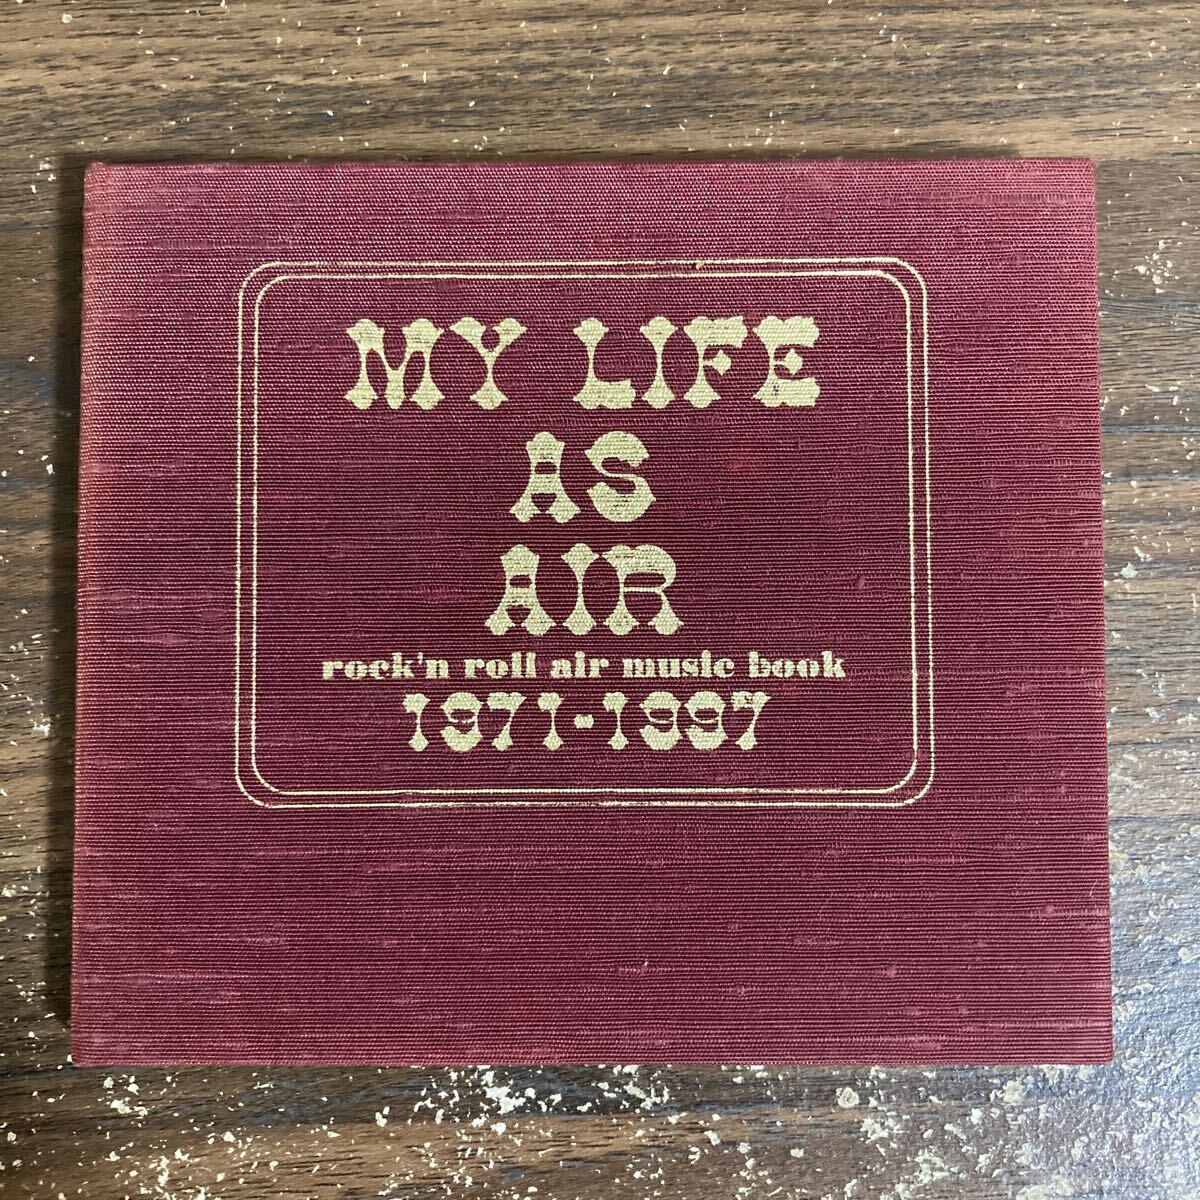 MY LIFE
AS
AIR
rock'n roll air music book
1971-1997